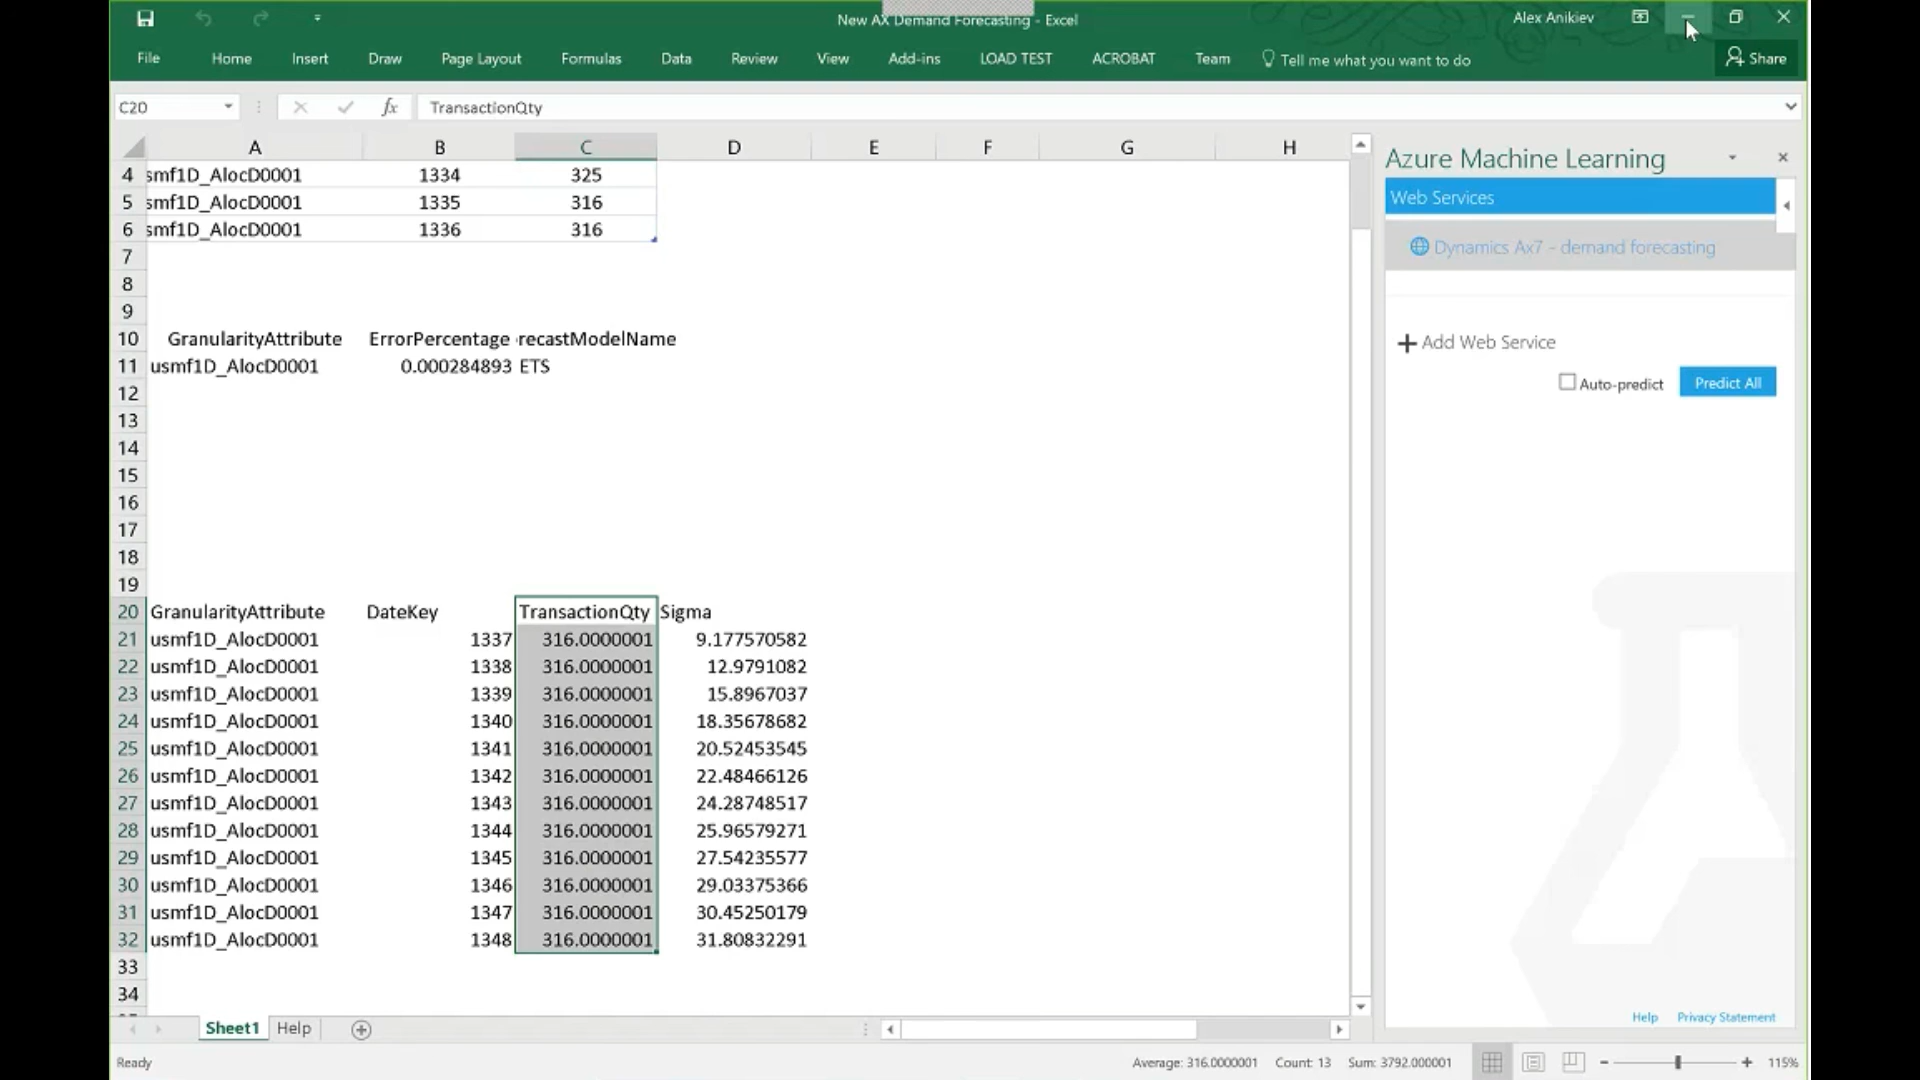 New AX Demand Forecasting - Excel
Alex Anikiev
File Home Insert Draw Page Layout Formulas Data Review View Add-ins LOAD TEST ACROBAT Team Tell me what you want to do Share
C20 fx TransactionQty
A B C D E F G H
4 smf1D_AlocD0001 1334 325
5 smf1D_AlocD0001 1335 316
6 smf1D_AlocD0001 1336 316
7
8
9
10 GranularityAttribute ErrorPercentage recastModelName
11 usmf1D_AlocD0001 0.000284893 ETS
12
13
14
15
16
17
18
19
20 GranularityAttribute DateKey TransactionQty Sigma
21 usmf1D_AlocD0001 1337 316.0000001 9.177570582
22 usmf1D_AlocD0001 1338 316.0000001 12.9791082
23 usmf1D_AlocD0001 1339 316.0000001 15.8967037
24 usmf1D_AlocD0001 1340 316.0000001 18.35678682
25 usmf1D_AlocD0001 1341 316.0000001 20.52453545
26 usmf1D_AlocD0001 1342 316.0000001 22.48466126
27 usmf1D_AlocD0001 1343 316.0000001 24.28748517
28 usmf1D_AlocD0001 1344 316.0000001 25.96579271
29 usmf1D_AlocD0001 1345 316.0000001 27.54235577
30 usmf1D_AlocD0001 1346 316.0000001 29.03375366
31 usmf1D_AlocD0001 1347 316.0000001 30.45250179
32 usmf1D_AlocD0001 1348 316.0000001 31.80832291
33
34
Azure Machine Learning
Web Services
Dynamics Ax7 - demand forecasting
Add Web Service
Auto-predict Predict All
Help Privacy Statement
Sheet1 Help
Ready Average: 316.0000001 Count: 13 Sum: 3792.000001 115%